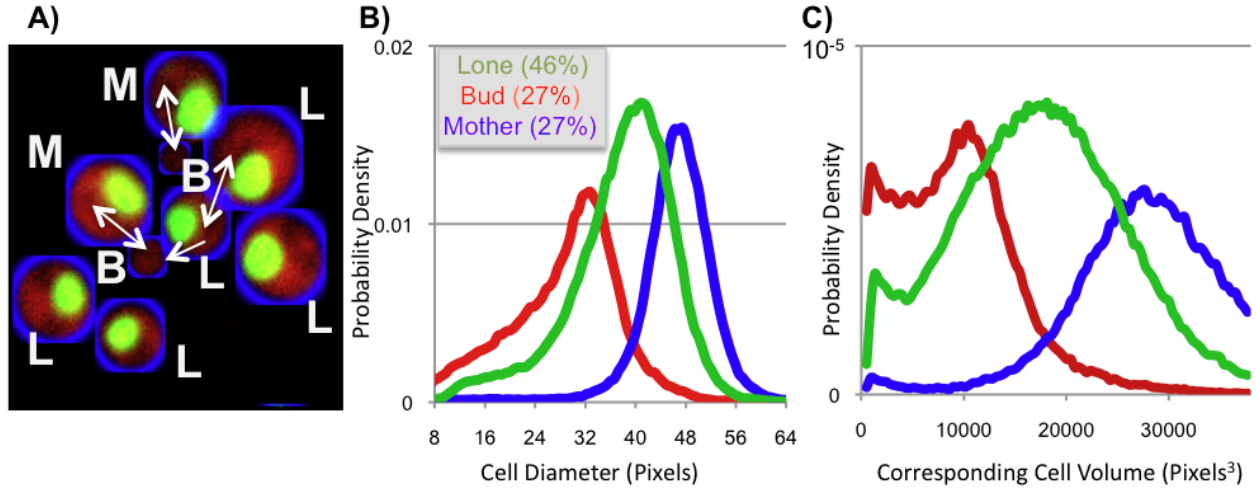 A)
M
L
M
B
B
L
L
L
L
B)
0.02
Lone (46%)
Bud (27%)
Mother (27%)
Probability Density
0.01
0
8 16 24 32 40 48 56 64
Cell Diameter (Pixels)
C)
10⁻⁵
Probability Density
0
0 10000 20000 30000
Corresponding Cell Volume (Pixels³)